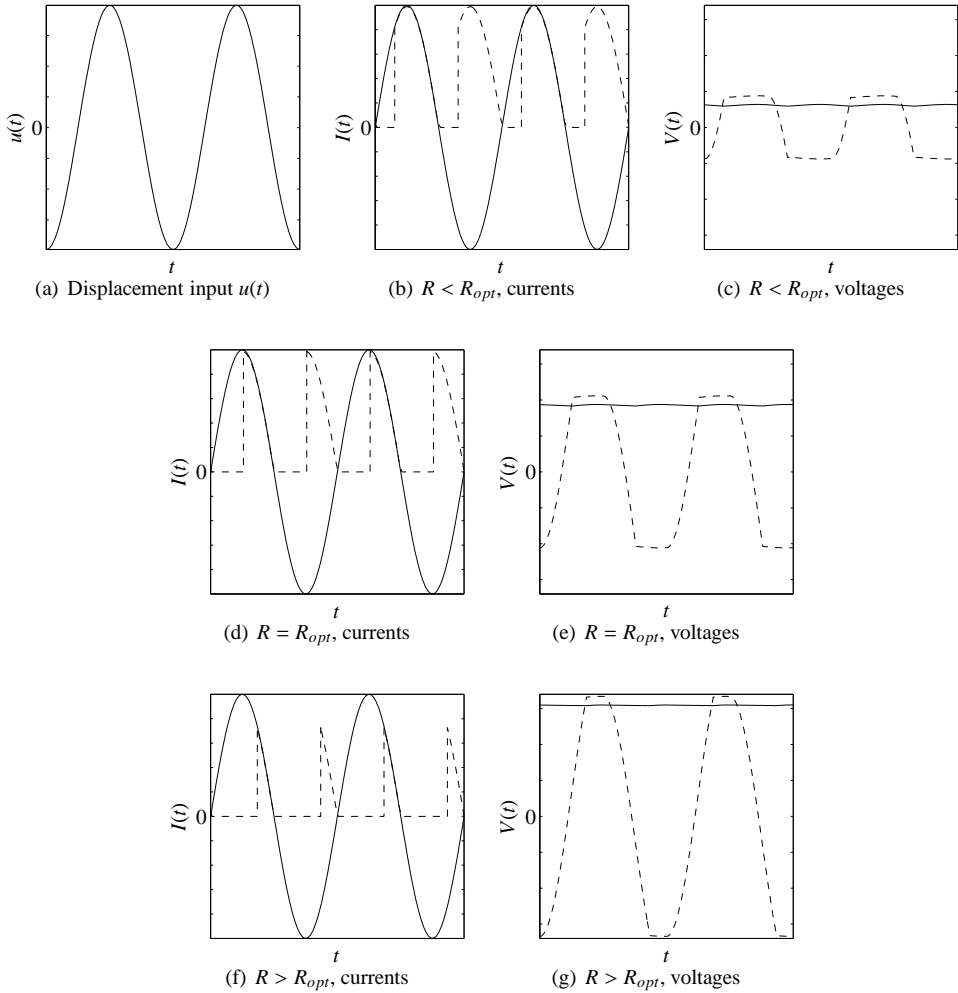 u(t)
0
t
(a) Displacement input u(t)
I(t)
0
t
(b) R < R_opt, currents
V(t)
0
t
(c) R < R_opt, voltages
I(t)
0
t
(d) R = R_opt, currents
V(t)
0
t
(e) R = R_opt, voltages
I(t)
0
t
(f) R > R_opt, currents
V(t)
0
t
(g) R > R_opt, voltages